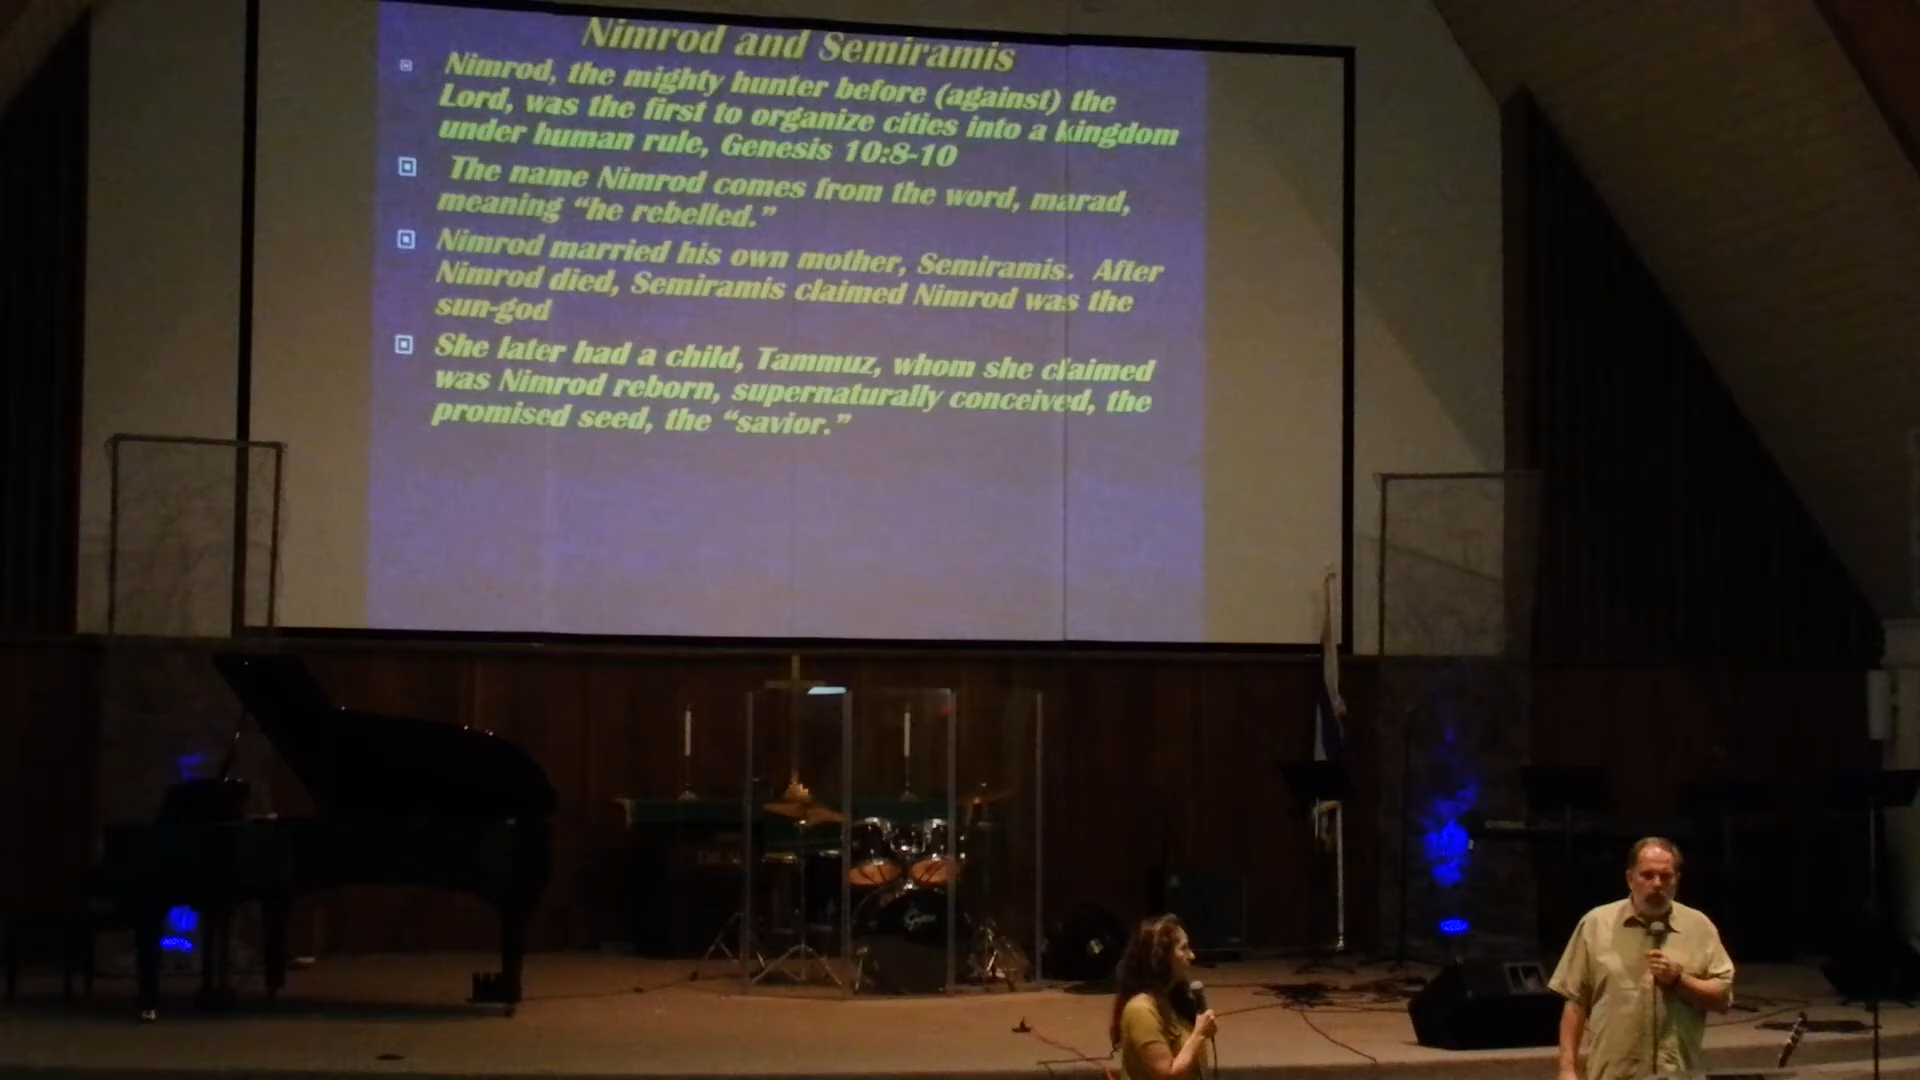 Nimrod and Semiramis
Nimrod, the mighty hunter before (against) the
Lord, was the first to organize cities into a kingdom
under human rule, Genesis 10:8-10
The name Nimrod comes from the word, marad,
meaning “he rebelled.”
Nimrod married his own mother, Semiramis. After
Nimrod died, Semiramis claimed Nimrod was the
sun-god
She later had a child, Tammuz, whom she claimed
was Nimrod reborn, supernaturally conceived, the
promised seed, the “savior.”